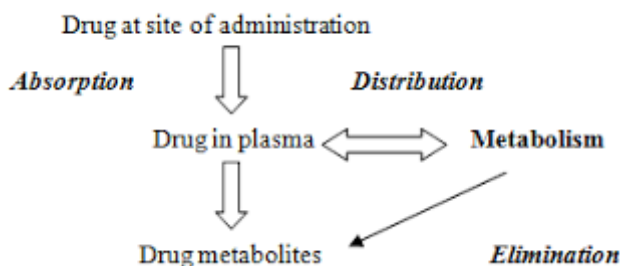 Drug at site of administration
Absorption Distribution
Drug in plasma Metabolism
Drug metabolites Elimination